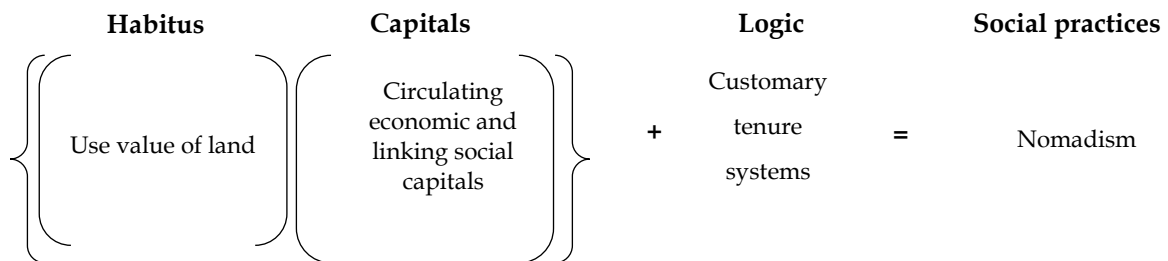 Habitus Capitals Logic Social practices
Use value of land
Circulating
economic and
linking social
capitals
+
Customary
tenure
systems
=
Nomadism